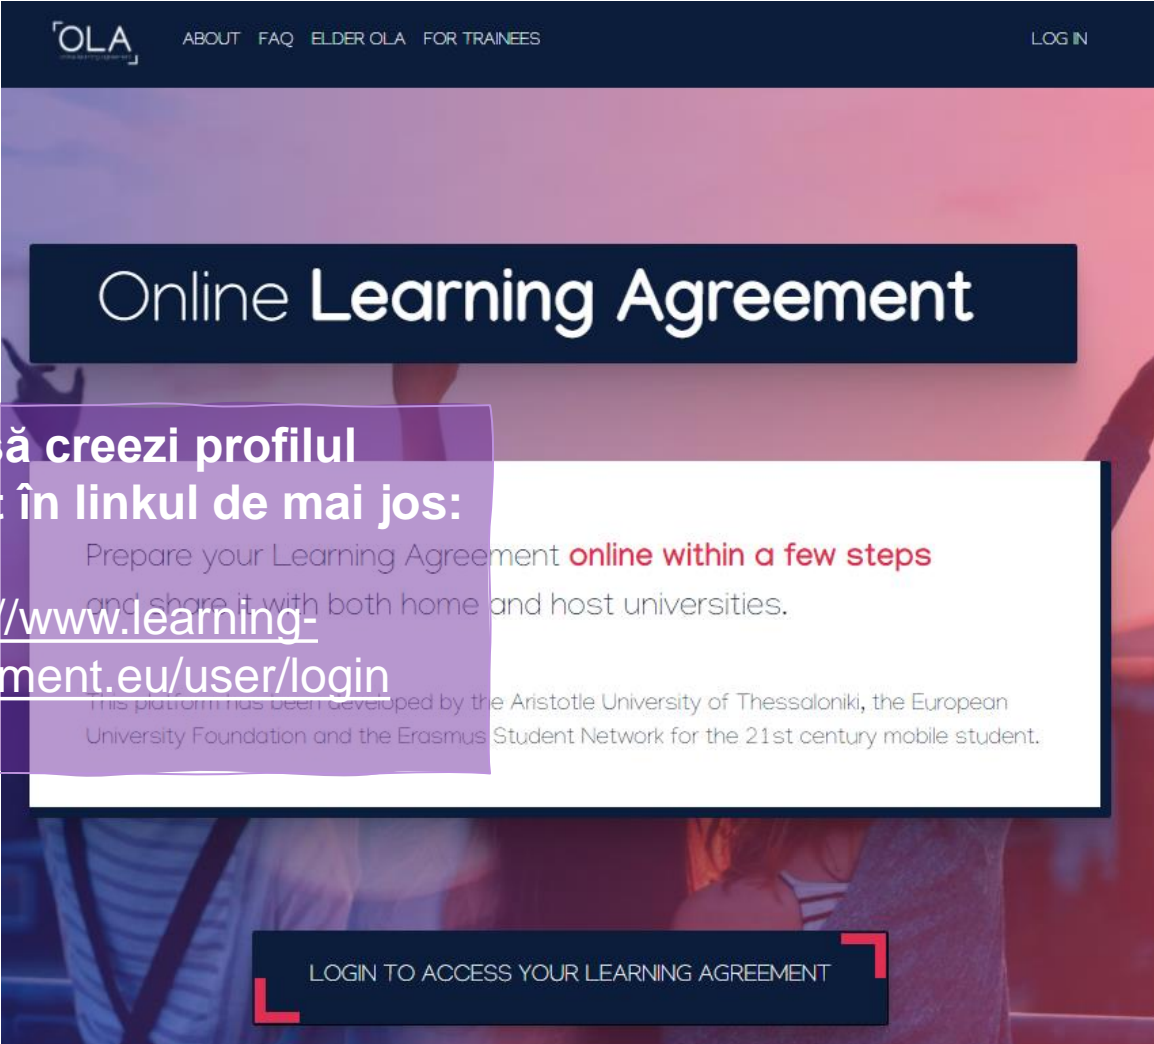 OLA
ABOUT FAQ ELDER OLA FOR TRAINEES LOG IN
Online Learning Agreement
să creezi profilul
în linkul de mai jos:
Prepare your Learning Agreement online within a few steps
and share it with both home and host universities.
//www.learning-
ment.eu/user/login
This platform has been developed by the Aristotle University of Thessaloniki, the European
University Foundation and the Erasmus Student Network for the 21st century mobile student.
LOGIN TO ACCESS YOUR LEARNING AGREEMENT